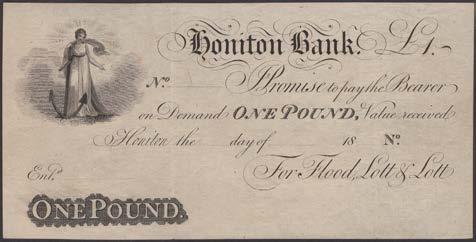 Honiton Bank. £1.-
No. I Promise to pay the Bearer
on Demand ONE POUND, Value received
Honiton the day of 18 No.
For Flood, Lott & Lott
Ent.d
ONE POUND.